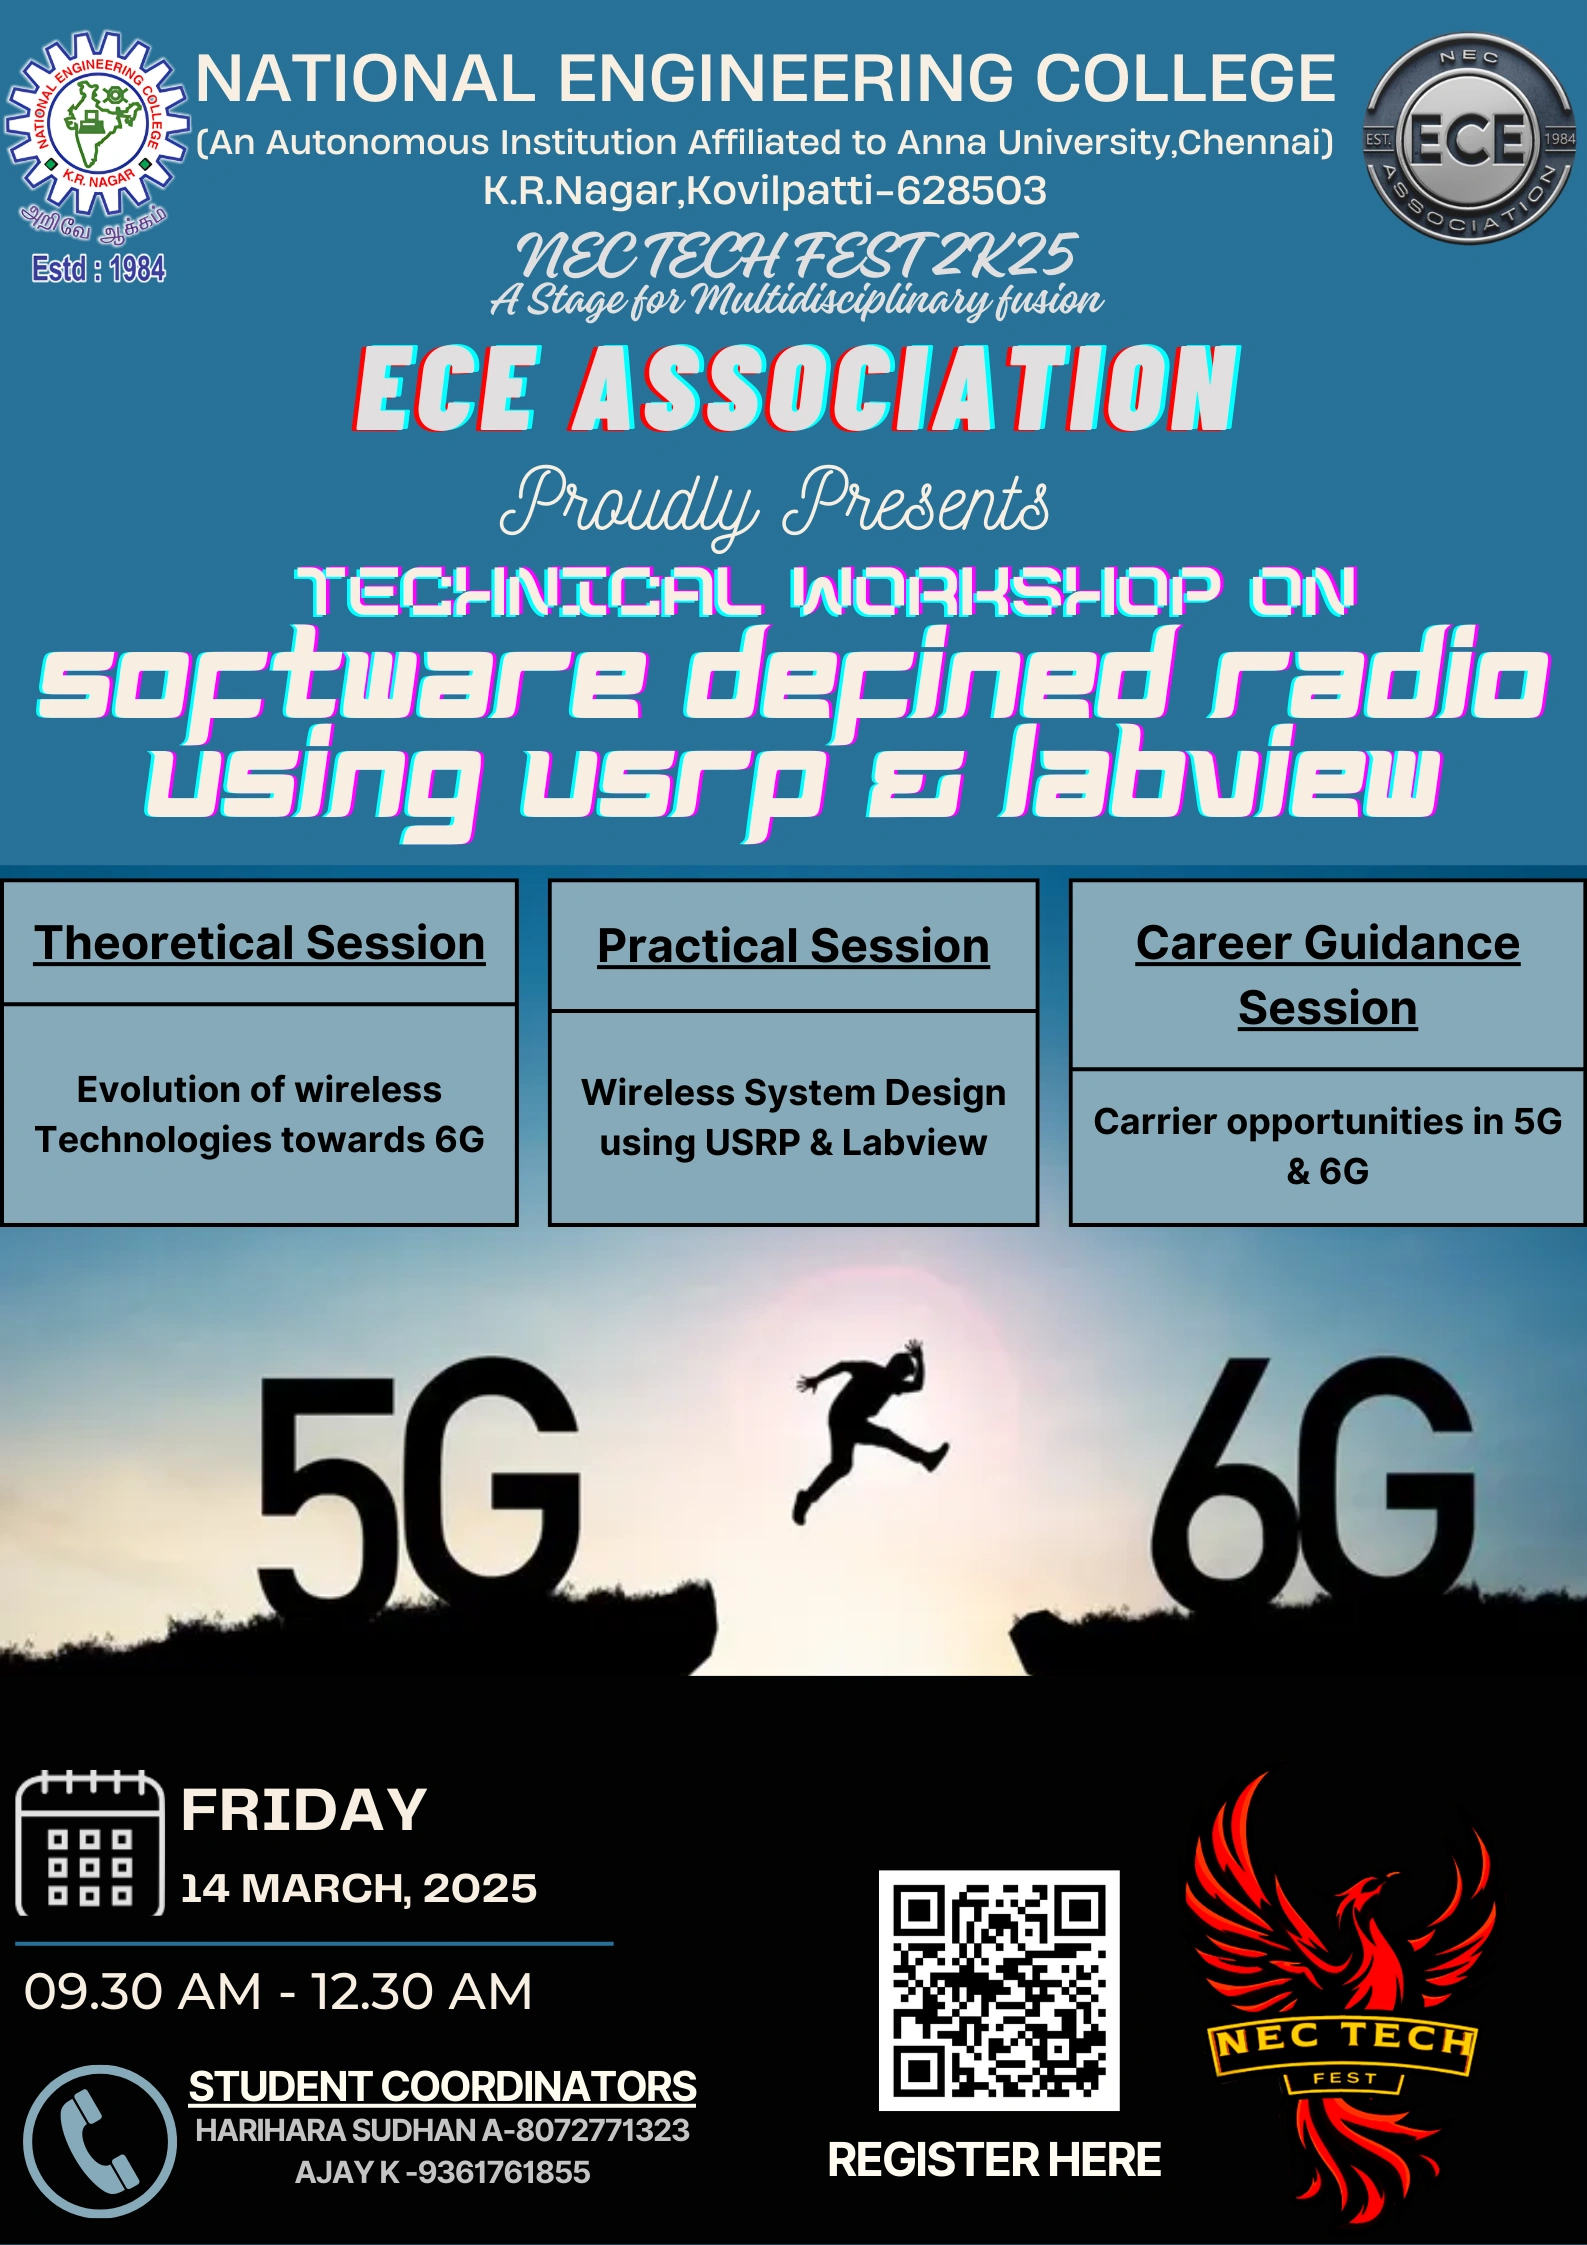 NATIONAL ENGINEERING COLLEGE
(An Autonomous Institution Affiliated to Anna University,Chennai)
K.R.Nagar,Kovilpatti-628503
NATIONAL ENGINEERING COLLEGE
K.R. NAGAR
அறிவே ஆக்கம்
Estd : 1984
NEC
EST.
ECE
1984
ASSOCIATION
NEC TECH FEST 2K25
A Stage for Multidisciplinary fusion
ECE ASSOCIATION
Proudly Presents
TECHNICAL WORKSHOP ON
software defined radio
using usrp & labview
Theoretical Session
Evolution of wireless
Technologies towards 6G
Practical Session
Wireless System Design
using USRP & Labview
Career Guidance
Session
Carrier opportunities in 5G
& 6G
5G
6G
FRIDAY
14 MARCH, 2025
09.30 AM - 12.30 AM
STUDENT COORDINATORS
HARIHARA SUDHAN A-8072771323
AJAY K -9361761855
REGISTER HERE
NEC TECH
FEST